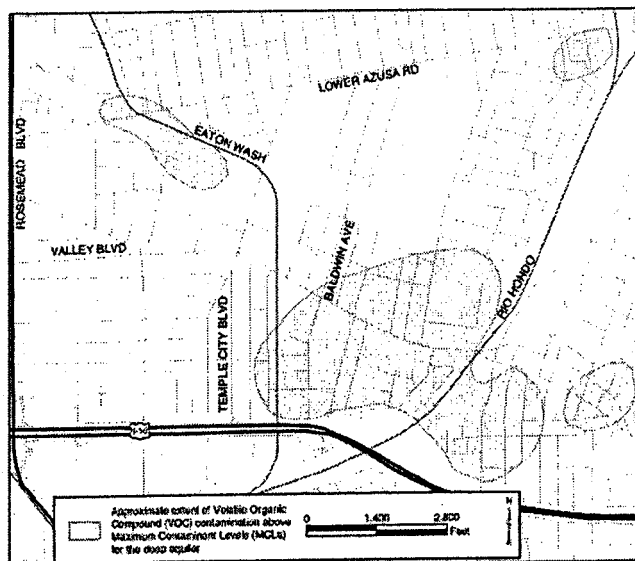 LOWER AZUSA RD
ROSEMEAD BLVD
EATON WASH
VALLEY BLVD
BALDWIN AVE
RIO HONDO
TEMPLE CITY BLVD
Approximate extent of Volatile Organic
Compound (VOC) contamination above
Maximum Contaminant Levels (MCLs)
for the deep aquifer
0 1,400 2,800
Feet
N